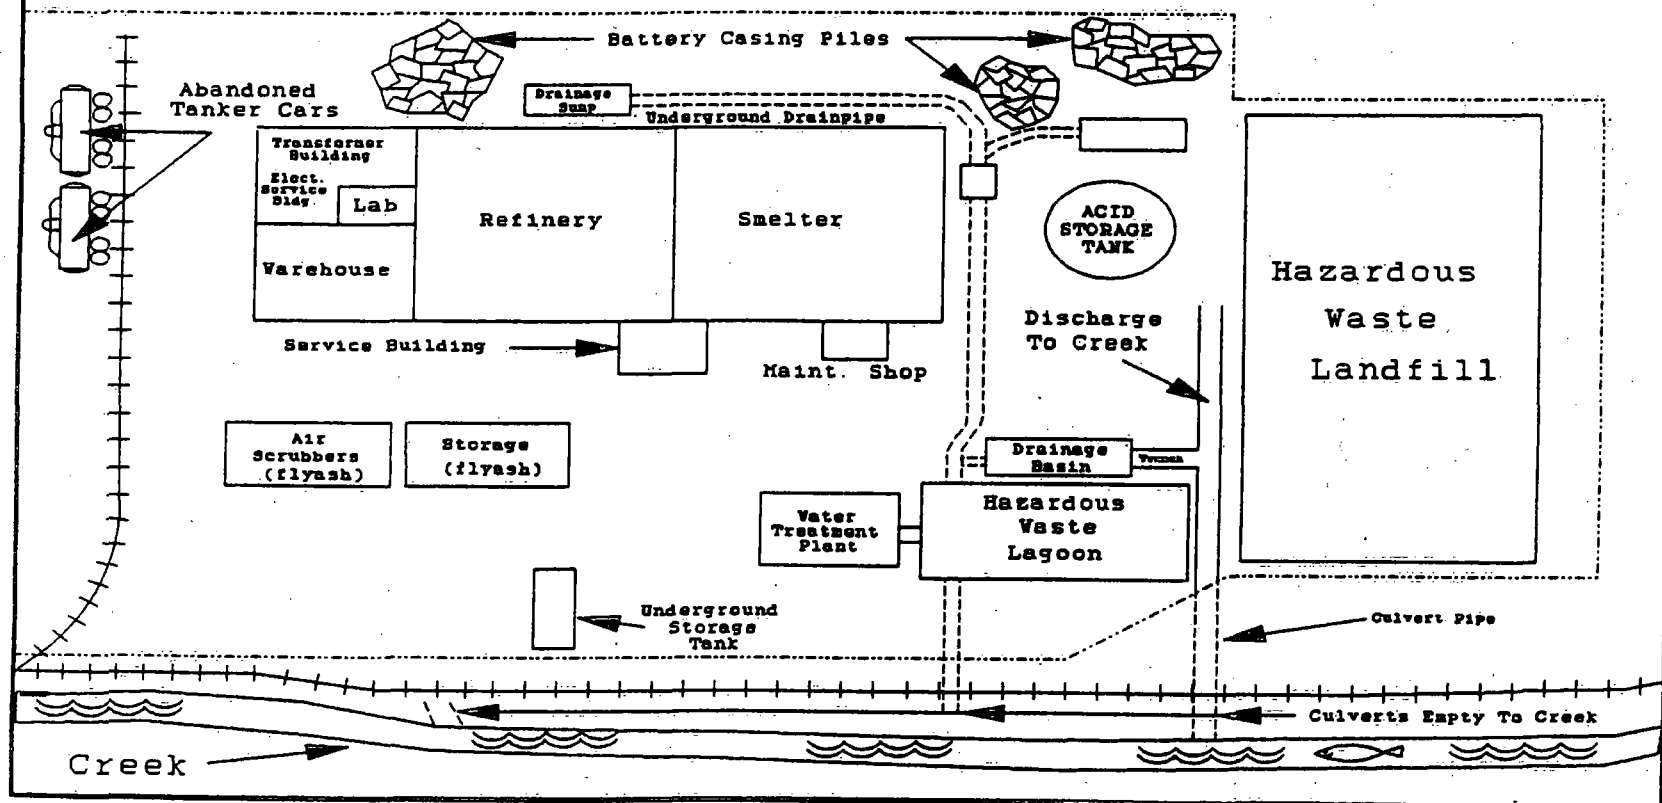 Battery Casing Piles
Abandoned
Tanker Cars
Drainage
Sump
Underground Drainpipe
Transformer
Building
Elect.
Service
Bldg
Lab
Refinery
Smelter
Warehouse
ACID
STORAGE
TANK
Hazardous
Waste
Landfill
Discharge
To Creek
Service Building
Maint. Shop
Air
Scrubbers
(flyash)
Storage
(flyash)
Drainage
Basin
Trench
Water
Treatment
Plant
Hazardous
Waste
Lagoon
Underground
Storage
Tank
Culvert Pipe
Culverts Empty To Creek
Creek